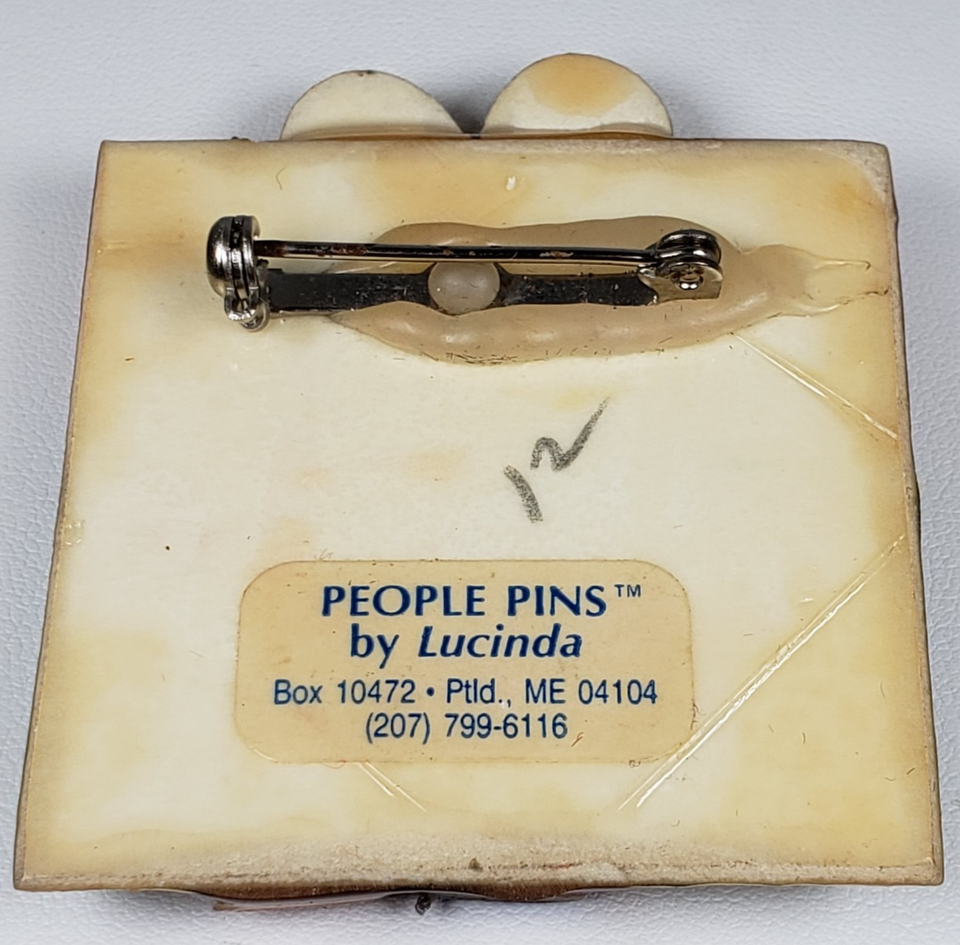 12
PEOPLE PINS™
by Lucinda
Box 10472 • Ptld., ME 04104
(207) 799-6116